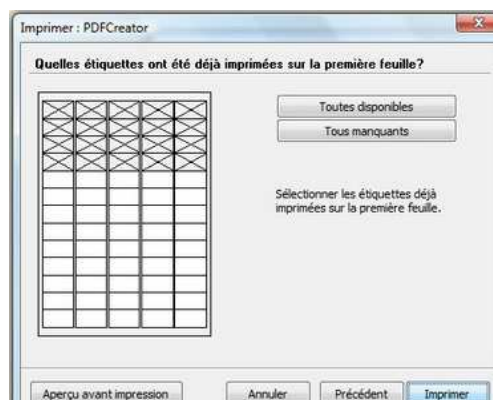 Imprimer : PDFCreator
Quelles étiquettes ont été déjà imprimées sur la première feuille?
Toutes disponibles
Tous manquants
Sélectionner les étiquettes déjà
imprimées sur la première feuille.
Aperçu avant impression
Annuler
Précédent
Imprimer